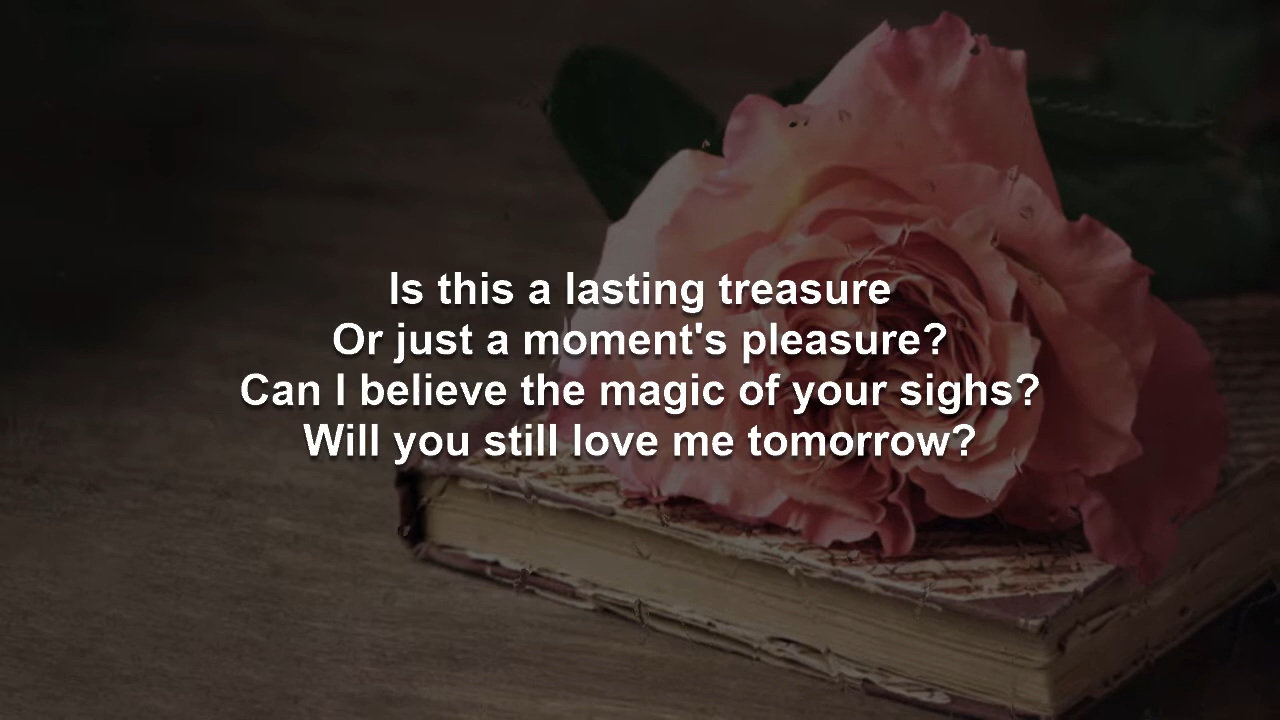 Is this a lasting treasure
Or just a moment's pleasure?
Can I believe the magic of your sighs?
Will you still love me tomorrow?